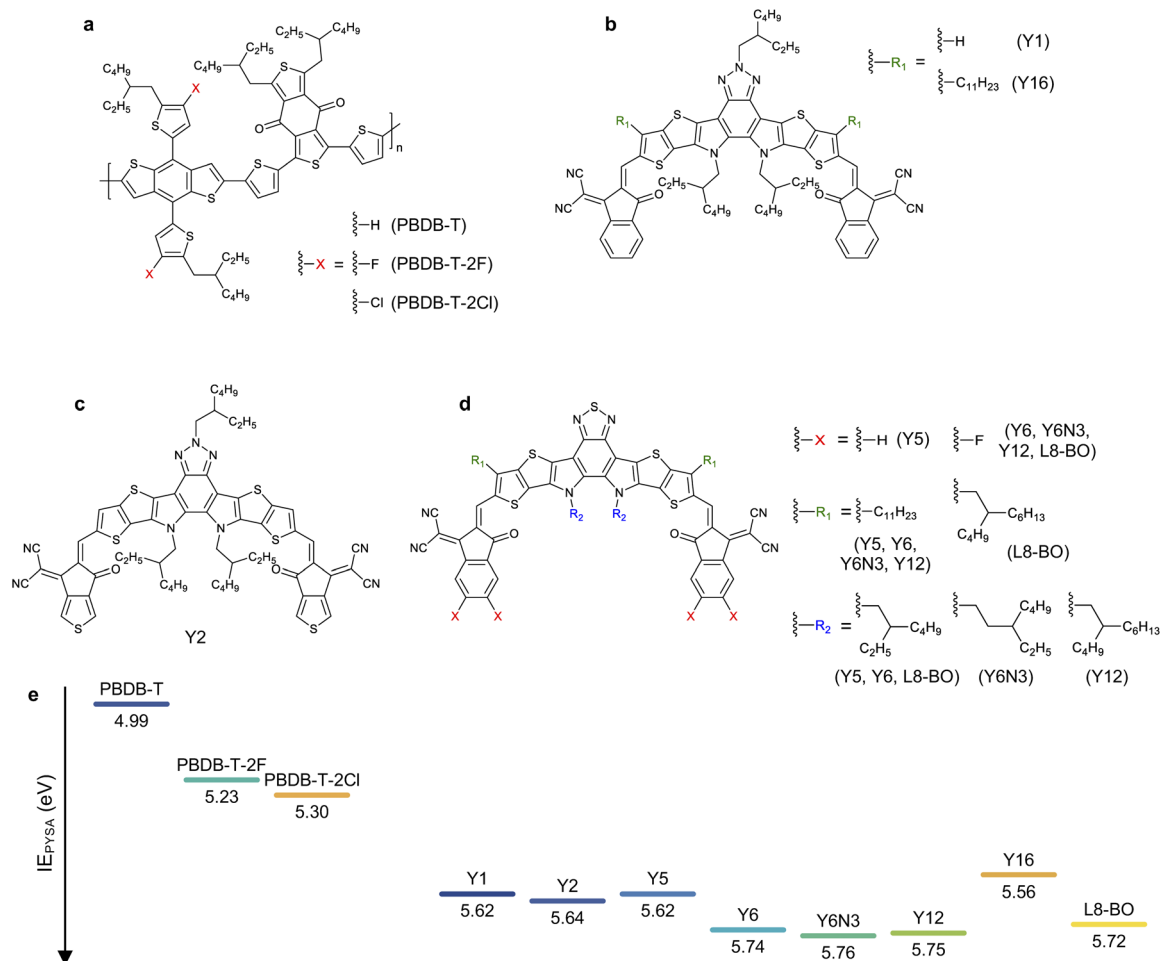 a
C₄H₉
C₂H₅
C₄H₉
C₂H₅
C₄H₉
C₂H₅
X
S
S
O
O
S
S
S
S
S
n
S
X
C₂H₅
C₄H₉
X = H (PBDB-T)
F (PBDB-T-2F)
Cl (PBDB-T-2Cl)
b
C₄H₉
C₂H₅
N
N N
R₁ S S R₁
S N N S
NC CN
NC CN
O O
C₂H₅ C₂H₅
C₄H₉ C₄H₉
R₁ = H (Y1)
C₁₁H₂₃ (Y16)
c
C₄H₉
C₂H₅
N
N N
S S
S N N S
CN CN
NC CN
O O
C₂H₅ C₂H₅
C₄H₉ C₄H₉
S S
Y2
d
S
N N
R₁ S S R₁
S N N S
R₂ R₂
NC CN
NC CN
O O
X X X X
X = H (Y5) F (Y6, Y6N3,
Y12, L8-BO)
R₁ = C₁₁H₂₃
(Y5, Y6,
Y6N3, Y12)
C₆H₁₃
C₄H₉
(L8-BO)
R₂ =
C₄H₉
C₂H₅
(Y5, Y6, L8-BO)
C₄H₉
C₂H₅
(Y6N3)
C₆H₁₃
C₄H₉
(Y12)
e
IE_PYSA (eV)
PBDB-T
4.99
PBDB-T-2F
5.23
PBDB-T-2Cl
5.30
Y1
5.62
Y2
5.64
Y5
5.62
Y6
5.74
Y6N3
5.76
Y12
5.75
Y16
5.56
L8-BO
5.72